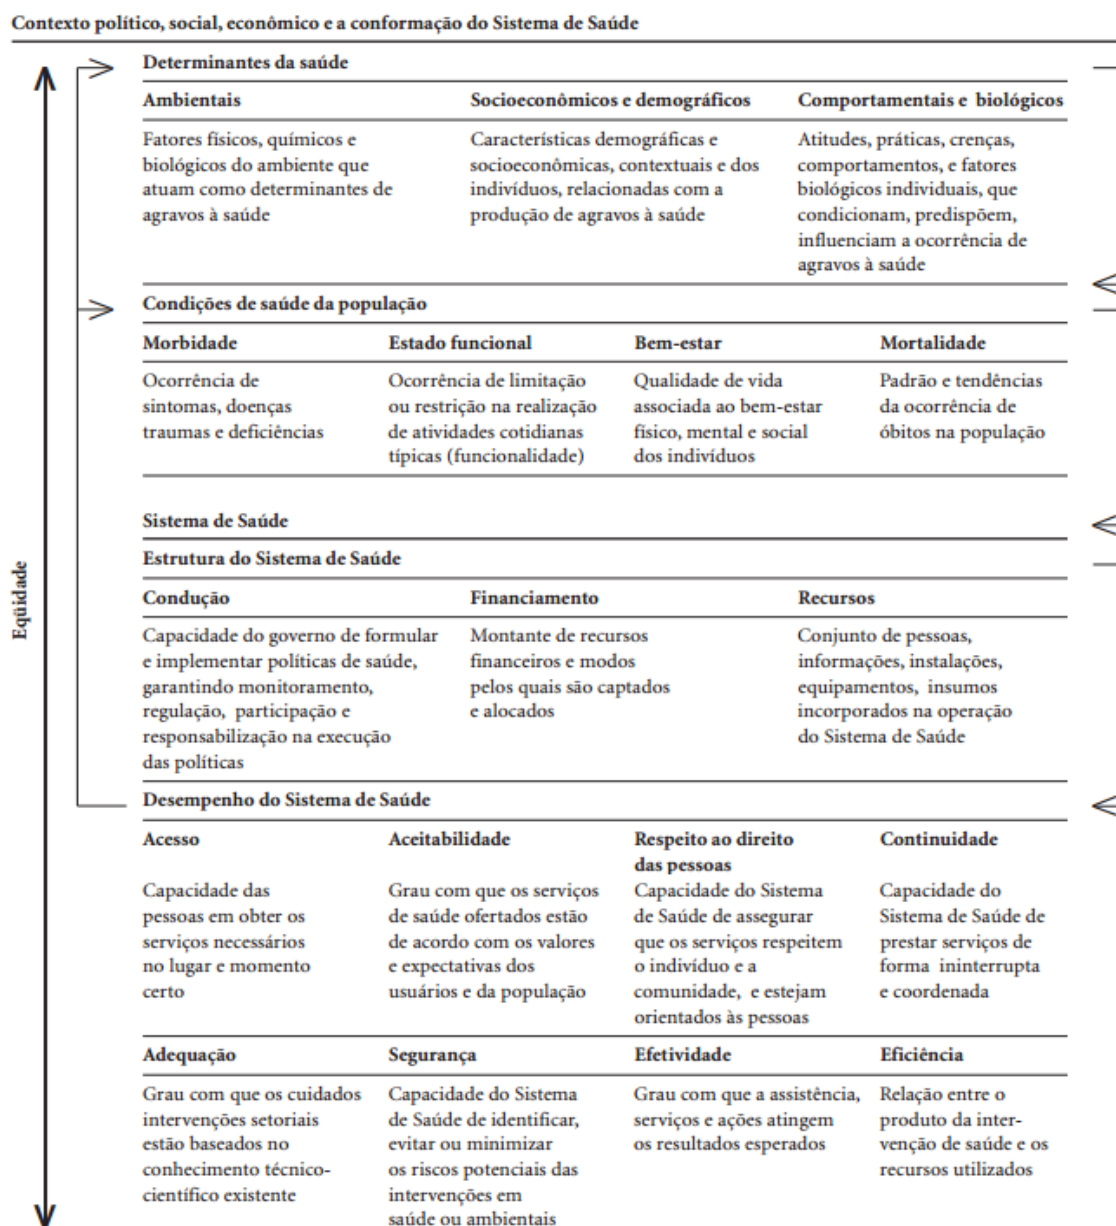 Contexto político, social, econômico e a conformação do Sistema de Saúde
Eqüidade
Determinantes da saúde
Ambientais
Fatores físicos, químicos e
biológicos do ambiente que
atuam como determinantes de
agravos à saúde
Socioeconômicos e demográficos
Características demográficas e
socioeconômicas, contextuais e dos
indivíduos, relacionadas com a
produção de agravos à saúde
Comportamentais e biológicos
Atitudes, práticas, crenças,
comportamentos, e fatores
biológicos individuais, que
condicionam, predispõem,
influenciam a ocorrência de
agravos à saúde
Condições de saúde da população
Morbidade
Ocorrência de
sintomas, doenças
traumas e deficiências
Estado funcional
Ocorrência de limitação
ou restrição na realização
de atividades cotidianas
típicas (funcionalidade)
Bem-estar
Qualidade de vida
associada ao bem-estar
físico, mental e social
dos indivíduos
Mortalidade
Padrão e tendências
da ocorrência de
óbitos na população
Sistema de Saúde
Estrutura do Sistema de Saúde
Condução
Capacidade do governo de formular
e implementar políticas de saúde,
garantindo monitoramento,
regulação, participação e
responsabilização na execução
das políticas
Financiamento
Montante de recursos
financeiros e modos
pelos quais são captados
e alocados
Recursos
Conjunto de pessoas,
informações, instalações,
equipamentos, insumos
incorporados na operação
do Sistema de Saúde
Desempenho do Sistema de Saúde
Acesso
Capacidade das
pessoas em obter os
serviços necessários
no lugar e momento
certo
Aceitabilidade
Grau com que os serviços
de saúde ofertados estão
de acordo com os valores
e expectativas dos
usuários e da população
Respeito ao direito
das pessoas
Capacidade do Sistema
de Saúde de assegurar
que os serviços respeitem
o indivíduo e a
comunidade, e estejam
orientados às pessoas
Continuidade
Capacidade do
Sistema de Saúde de
prestar serviços de
forma ininterrupta
e coordenada
Adequação
Grau com que os cuidados
intervenções setoriais
estão baseados no
conhecimento técnico-
científico existente
Segurança
Capacidade do Sistema
de Saúde de identificar,
evitar ou minimizar
os riscos potenciais das
intervenções em
saúde ou ambientais
Efetividade
Grau com que a assistência,
serviços e ações atingem
os resultados esperados
Eficiência
Relação entre o
produto da inter-
venção de saúde e os
recursos utilizados